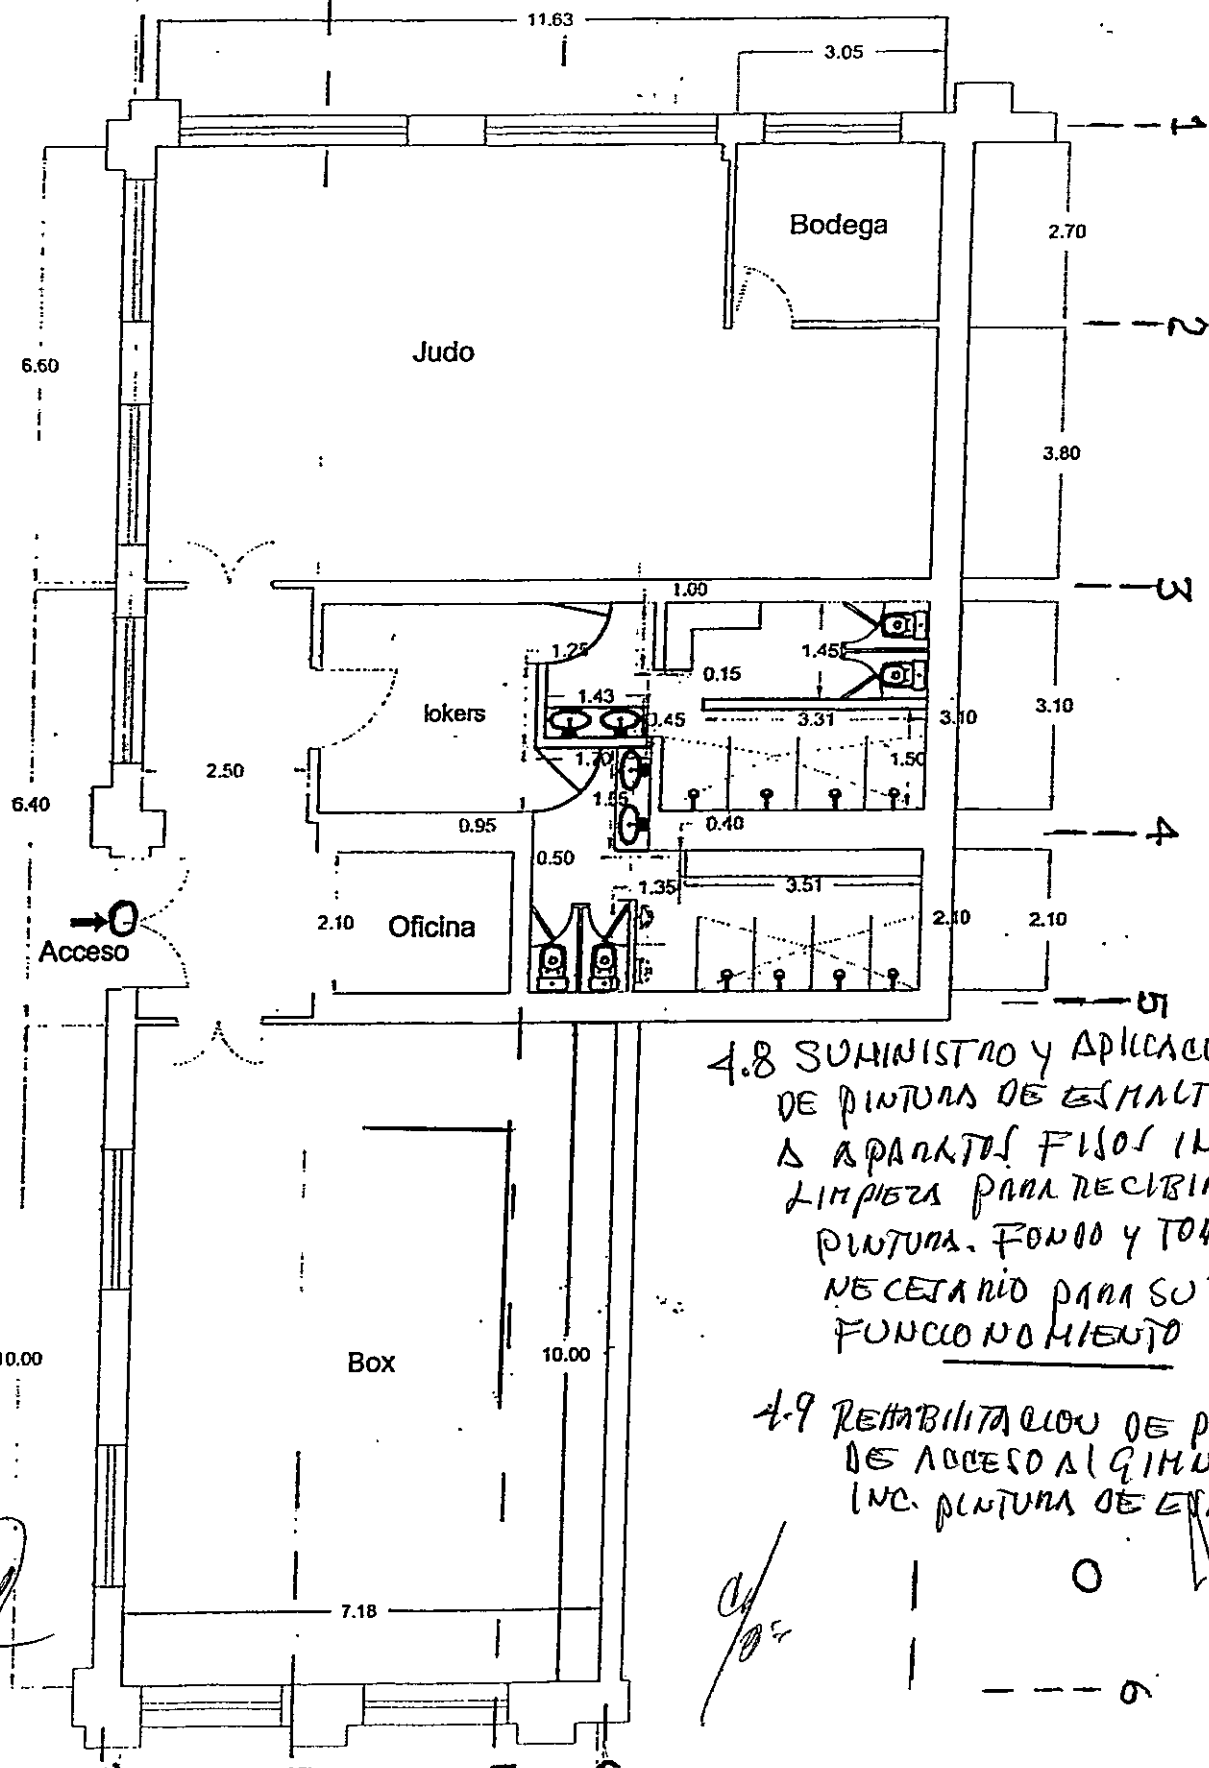 11.63
3.05
1
Bodega
2.70
2
Judo
6.60
3.80
3
1.00
1.25
1.45
0.15
1.43
lokers
0.45
3.31
3.10
3.10
2.50
1.70
1.50
6.40
1.55
0.95
0.40
4
0.50
1.35
3.51
2.10
Oficina
2.10
2.10
Acceso
5
4.8 SUMINISTRO Y APLICACI
DE PINTURA DE ESMALT
A APARATOS FIJOS IN
LIMPIEZA PARA RECIBIR
PINTURA. FONDO Y TOD
NECESARIO PARA SU
FUNCIONAMIENTO
10.00
Box
10.00
4.9 REHABILITACION DE P
DE ACCESO AL GIMN
INC. PINTURA DE ES
7.18
6